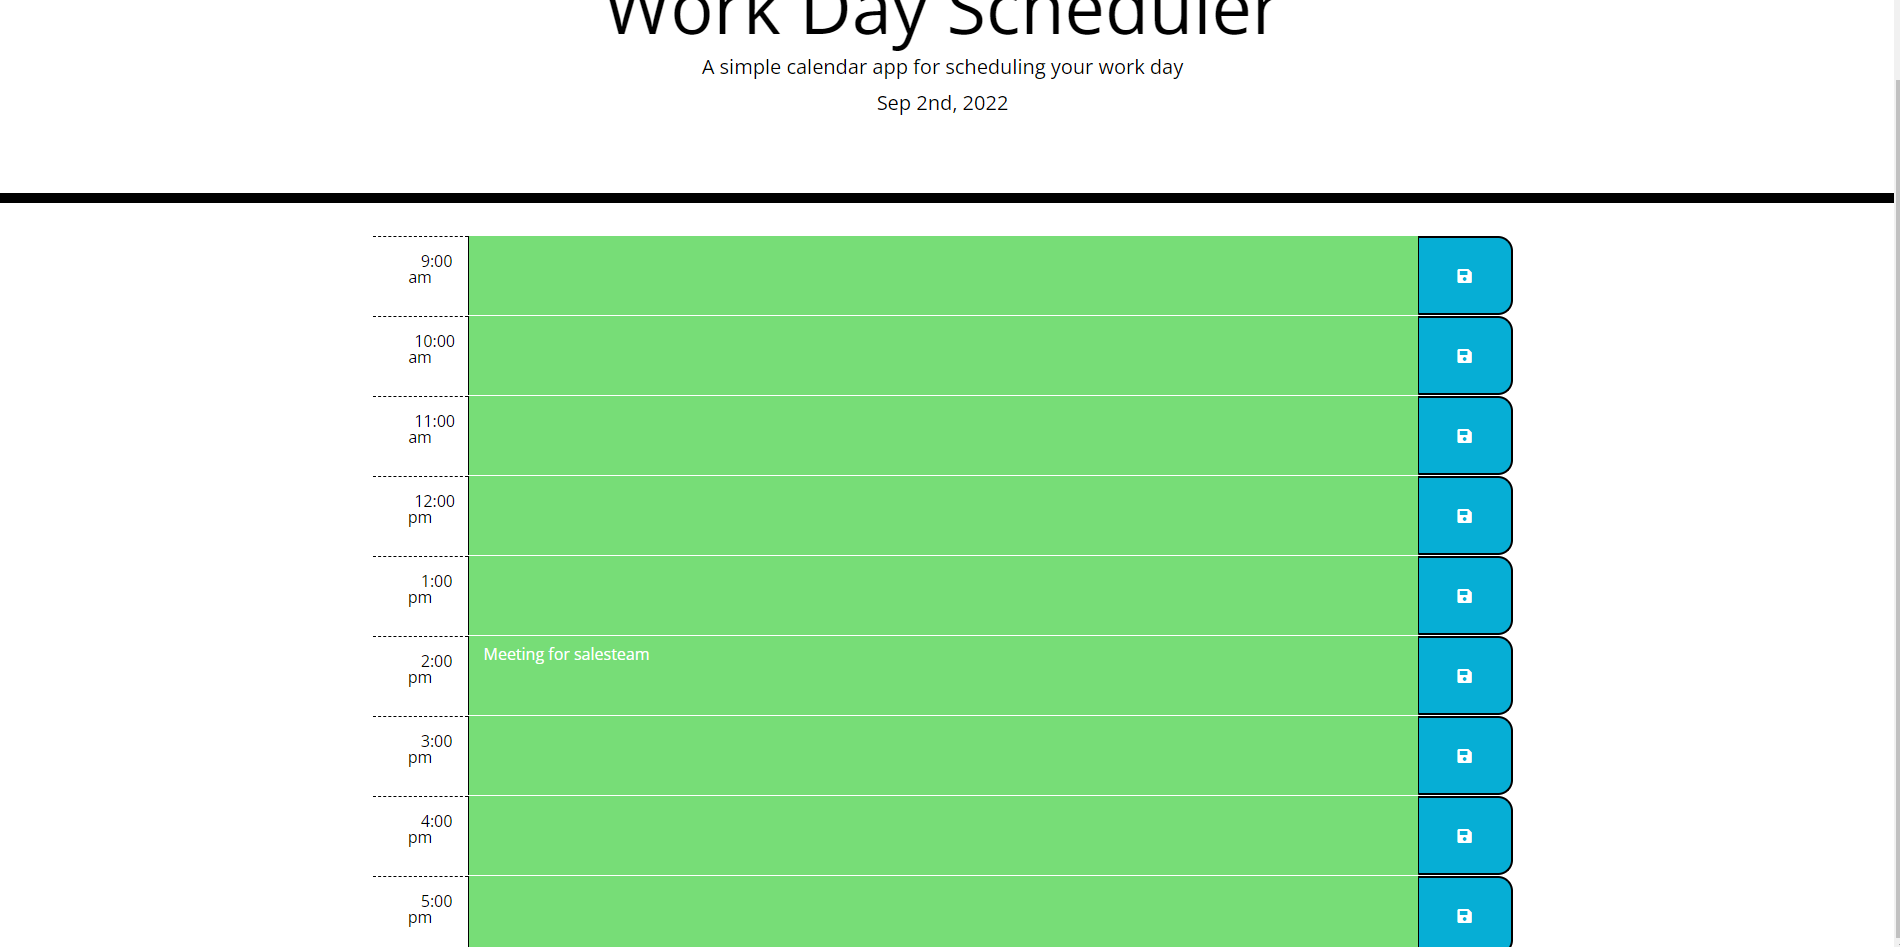 Work Day Scheduler
A simple calendar app for scheduling your work day
Sep 2nd, 2022
9:00
am
10:00
am
11:00
am
12:00
pm
1:00
pm
2:00
pm
Meeting for salesteam
3:00
pm
4:00
pm
5:00
pm